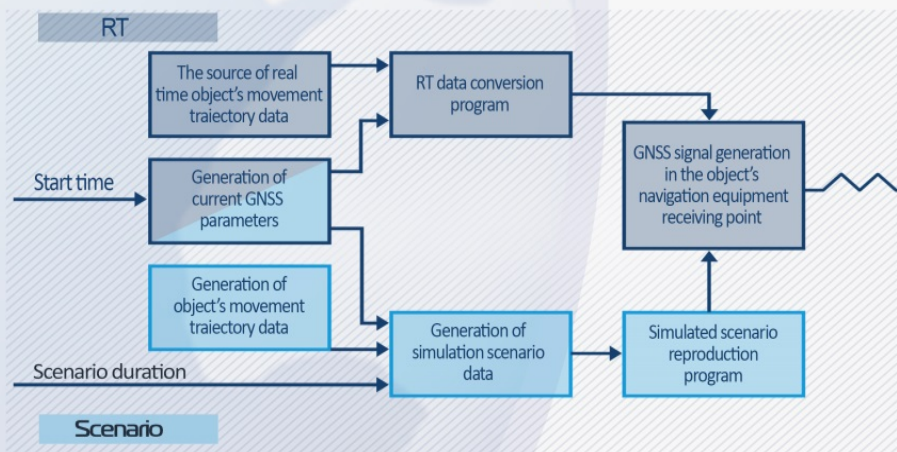 RT
The source of real
time object's movement
traiectory data
RT data conversion
program
GNSS signal generation
in the object's
navigation equipment
receiving point
Start time
Generation of
current GNSS
parameters
Generation of
object's movement
trajectory data
Generation of
simulation scenario
data
Simulated scenario
reproduction
program
Scenario duration
Scenario